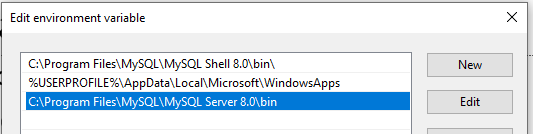 Edit environment variable
C:\Program Files\MySQL\MySQL Shell 8.0\bin\
New
%USERPROFILE%\AppData\Local\Microsoft\WindowsApps
C:\Program Files\MySQL\MySQL Server 8.0\bin
Edit